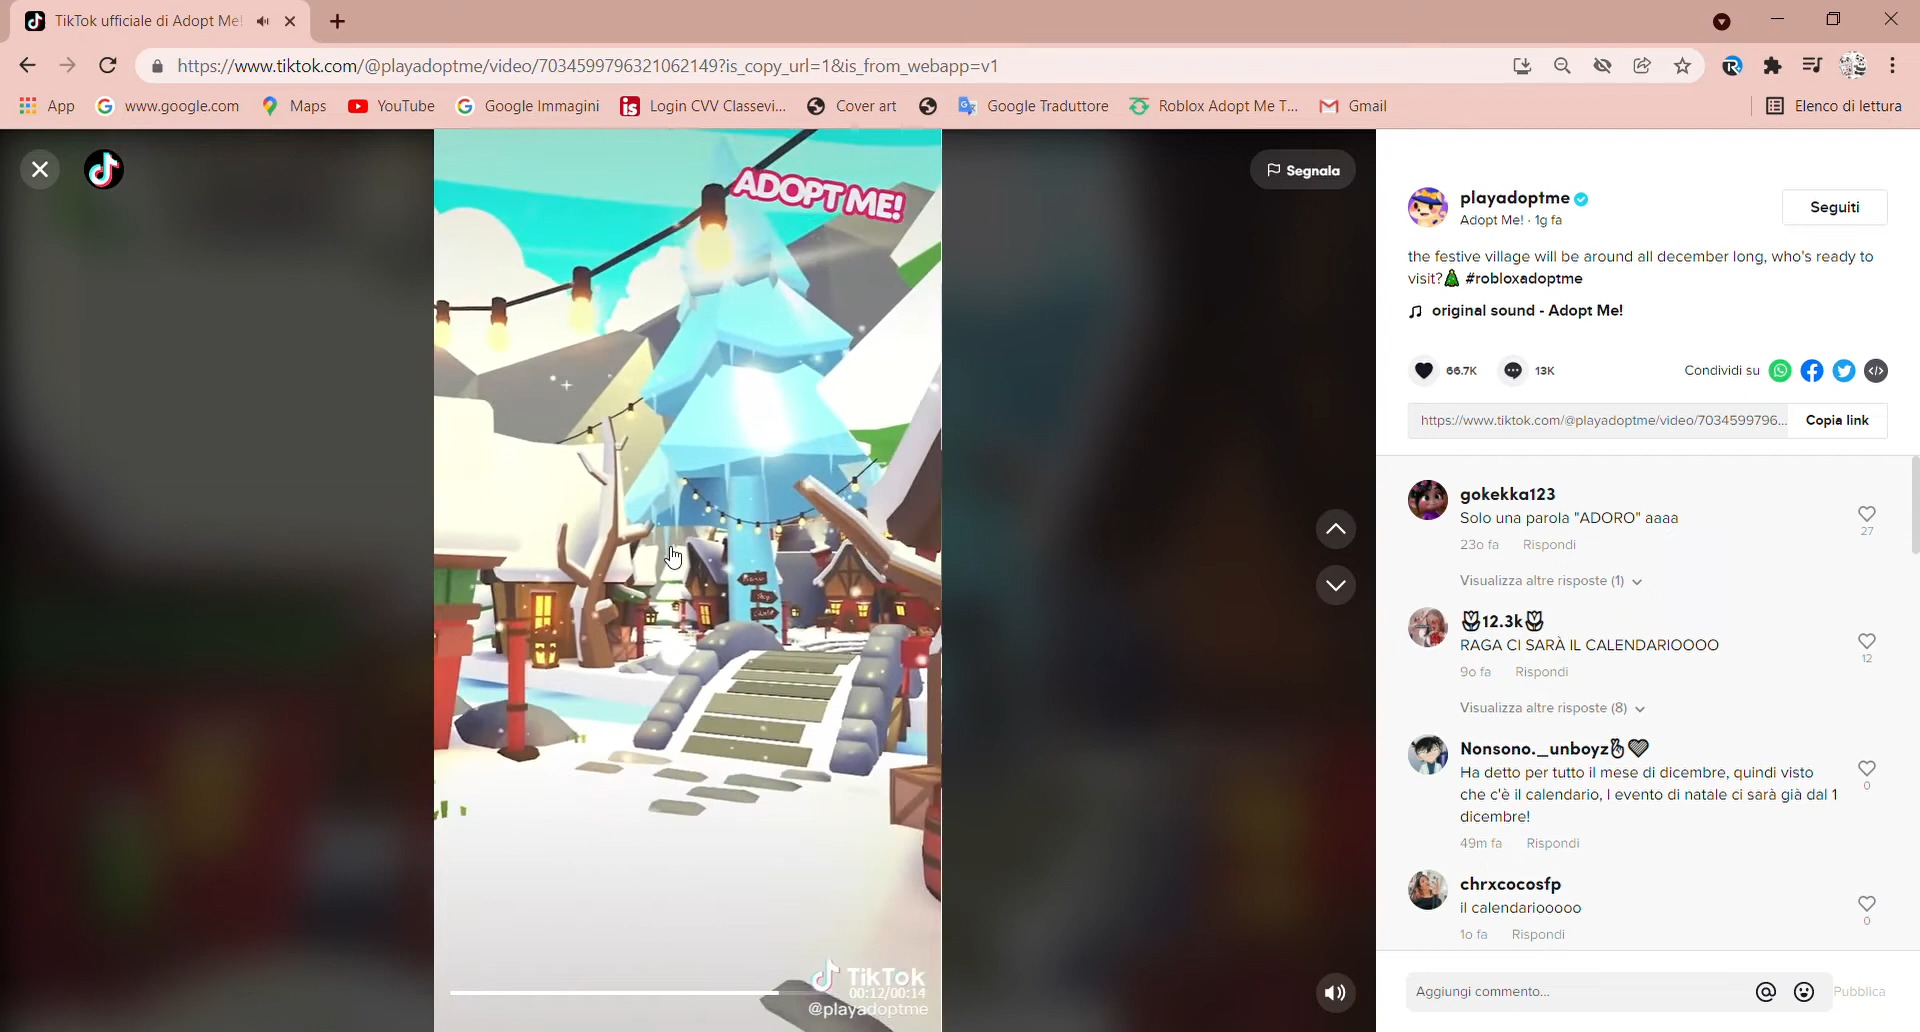 TikTok ufficiale di Adopt Me!
https://www.tiktok.com/@playadoptme/video/7034599796321062149?is_copy_url=1&is_from_webapp=v1
App
www.google.com
Maps
YouTube
Google Immagini
Login CVV Classevi...
Cover art
Google Traduttore
Roblox Adopt Me T...
Gmail
Elenco di lettura
ADOPT ME!
Segnala
TikTok
00:12/00:14
@playadoptme
playadoptme
Adopt Me! · 1g fa
Seguiti
the festive village will be around all december long, who's ready to
visit?🎄 #robloxadoptme
original sound - Adopt Me!
66.7K
13K
Condividi su
https://www.tiktok.com/@playadoptme/video/7034599796...
Copia link
gokekka123
Solo una parola "ADORO" aaaa
27
23o fa
Rispondi
Visualizza altre risposte (1)
🌷12.3k🌷
RAGA CI SARÀ IL CALENDARIOOOO
12
9o fa
Rispondi
Visualizza altre risposte (8)
Nonsono._unboyz
Ha detto per tutto il mese di dicembre, quindi visto
che c'è il calendario, l evento di natale ci sarà già dal 1
dicembre!
0
49m fa
Rispondi
chrxcocosfp
il calendariooooo
0
1o fa
Rispondi
Aggiungi commento...
Pubblica